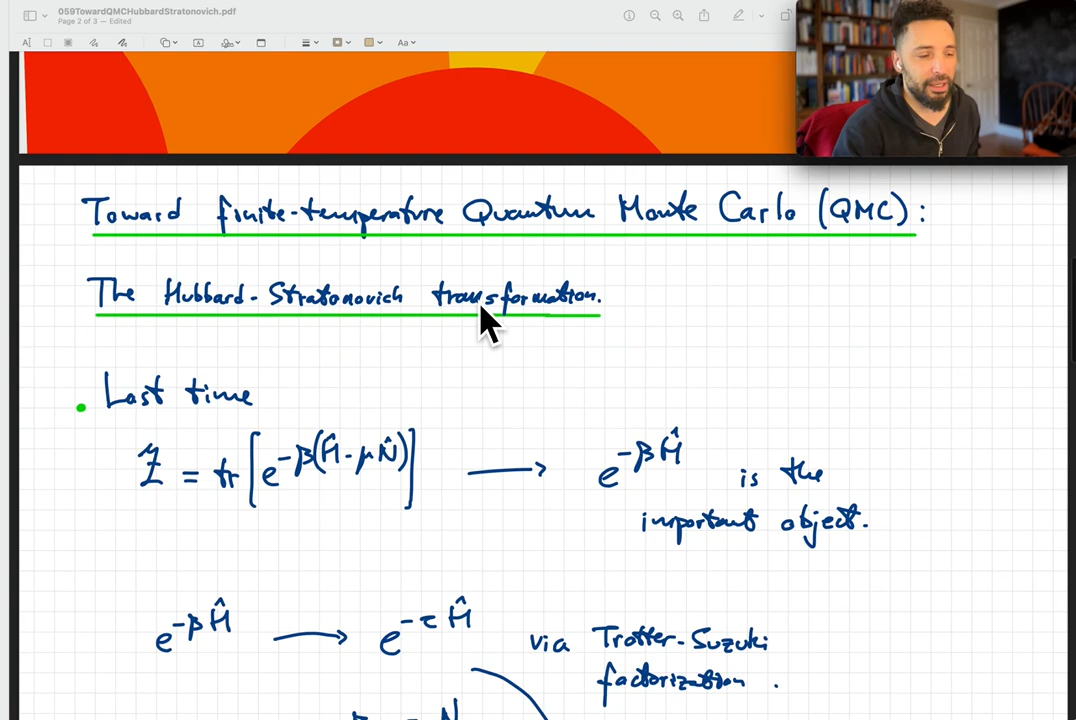 059TowardQMCHubbardStratonovich.pdf
Page 2 of 3 — Edited
Toward finite-temperature Quantum Monte Carlo (QMC):
The Hubbard-Stratonovich transformation.
Last time
𝒵 = tr[e^{-β(Ĥ-μN̂)}] → e^{-βĤ} is the
important object.
e^{-βĤ} → e^{-τĤ} via Trotter-Suzuki
factorization.